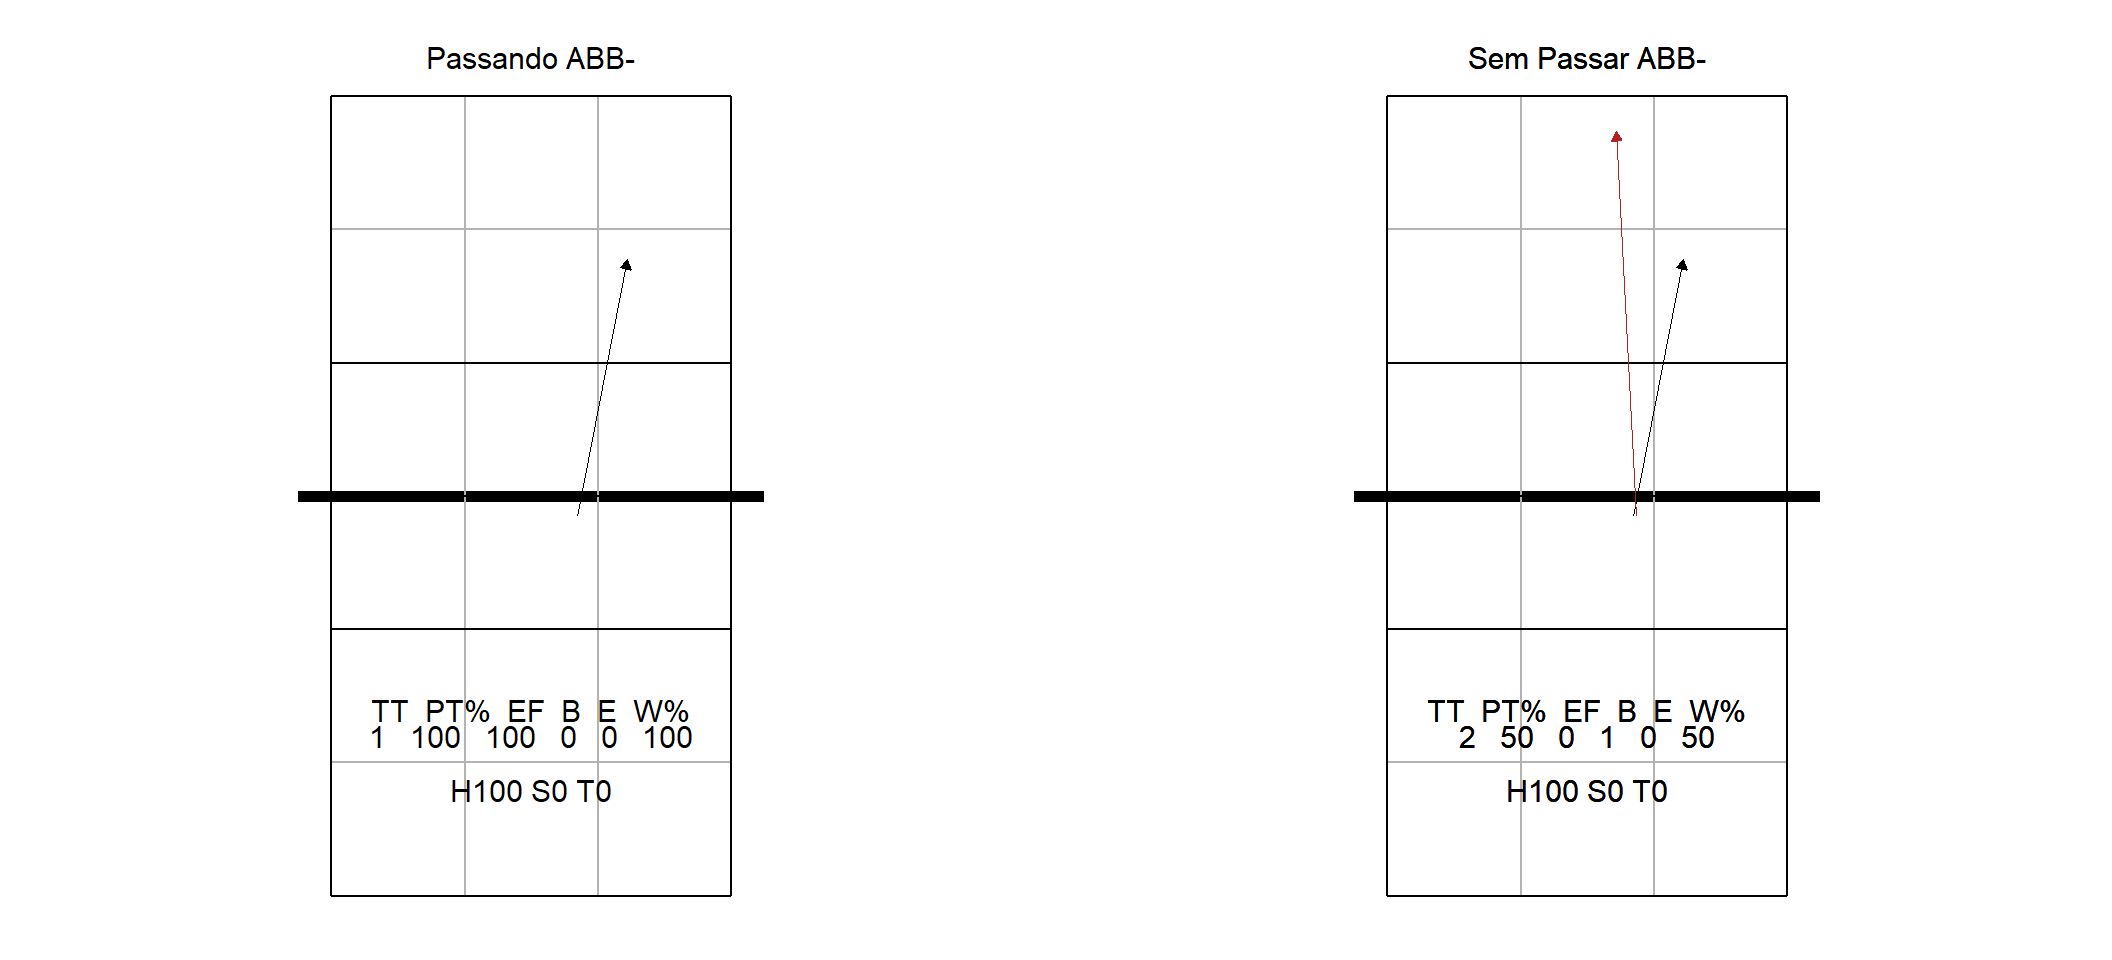 Passando ABB-
TT PT% EF B E W%
1 100 100 0 0 100
H100 S0 T0
Sem Passar ABB-
TT PT% EF B E W%
2 50 0 1 0 50
H100 S0 T0